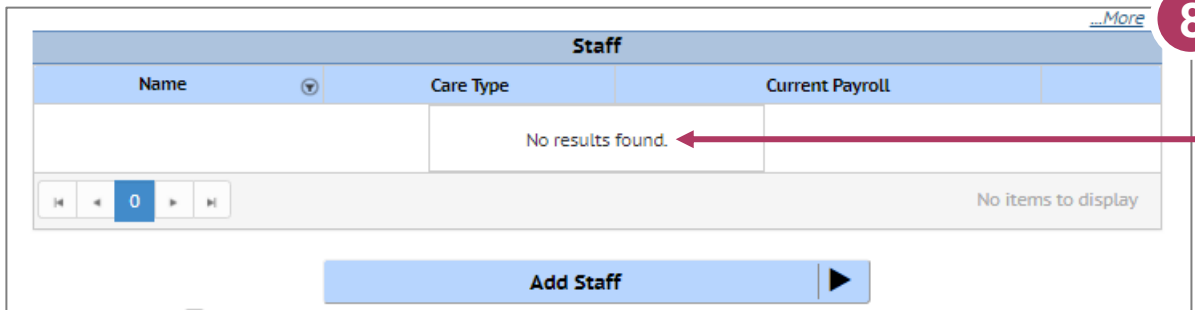 ...More
8
Staff
Name Care Type Current Payroll
No results found.
0 No items to display
Add Staff